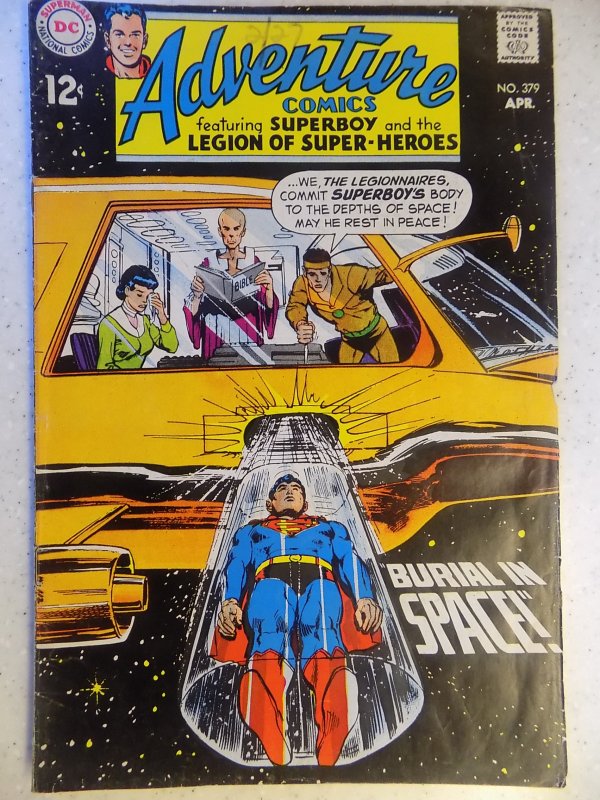 SUPERMAN
DC
NATIONAL COMICS
12¢
Adventure
COMICS
featuring SUPERBOY and the
LEGION OF SUPER-HEROES
APPROVED
BY THE
COMICS
CODE
AUTHORITY
NO. 379
APR.
...WE, THE LEGIONNAIRES,
COMMIT SUPERBOY'S BODY
TO THE DEPTHS OF SPACE!
MAY HE REST IN PEACE!
BIBLE
"BURIAL IN
SPACE!"